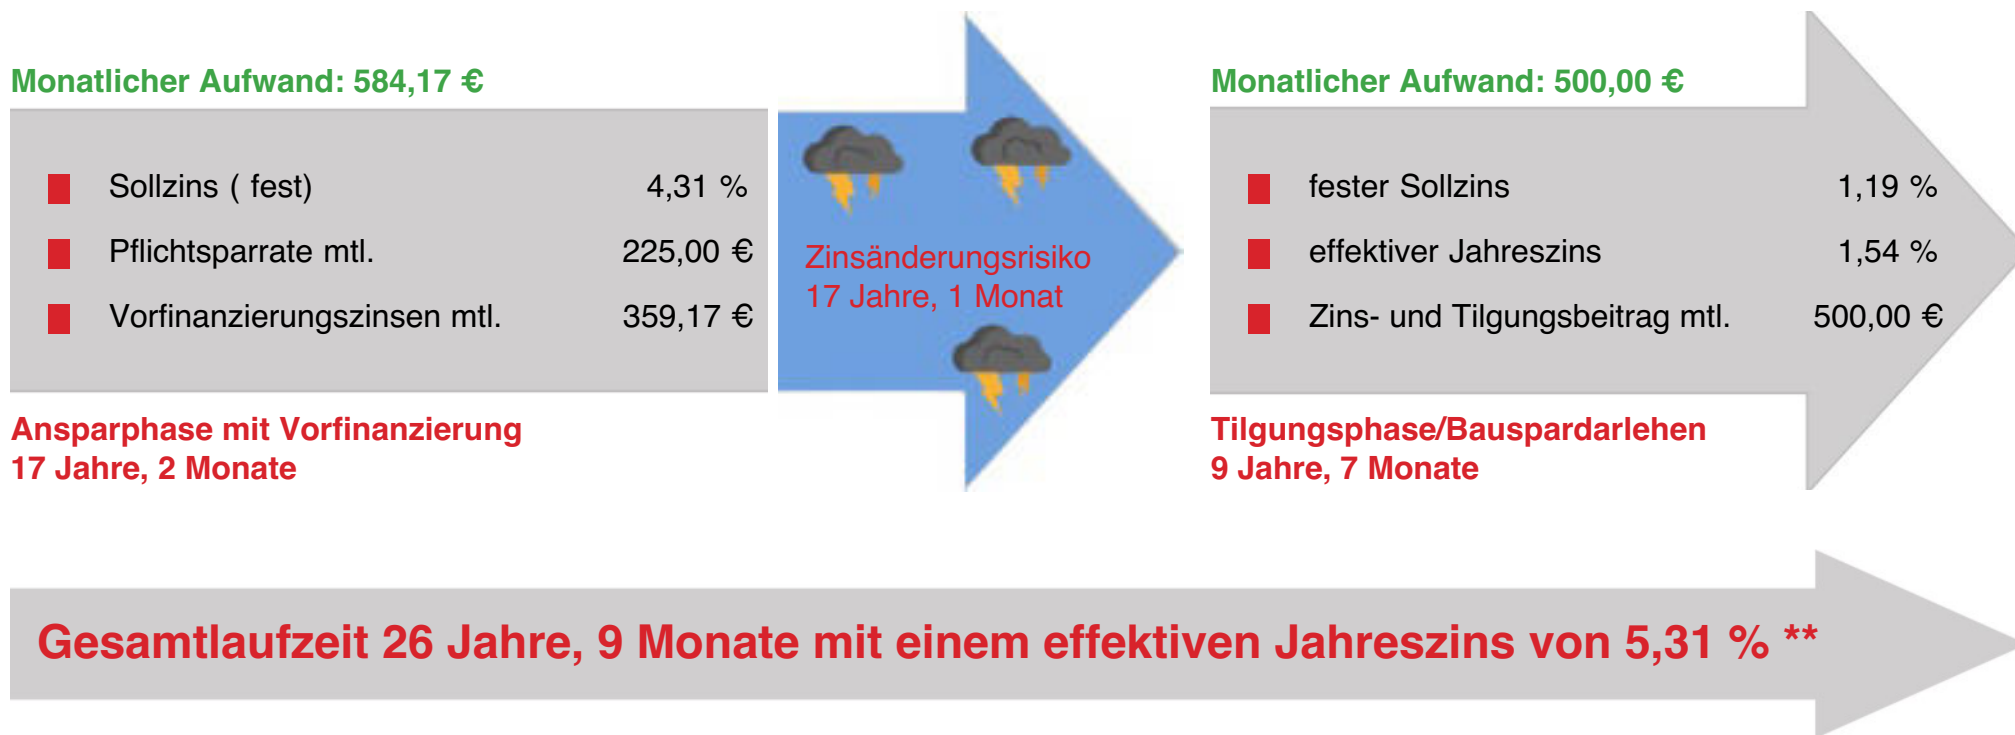 Monatlicher Aufwand: 584,17 €
Sollzins ( fest) 4,31 %
Pflichtsparrate mtl. 225,00 €
Vorfinanzierungszinsen mtl. 359,17 €
Ansparphase mit Vorfinanzierung
17 Jahre, 2 Monate
Zinsänderungsrisiko
17 Jahre, 1 Monat
Monatlicher Aufwand: 500,00 €
fester Sollzins 1,19 %
effektiver Jahreszins 1,54 %
Zins- und Tilgungsbeitrag mtl. 500,00 €
Tilgungsphase/Bauspardarlehen
9 Jahre, 7 Monate
Gesamtlaufzeit 26 Jahre, 9 Monate mit einem effektiven Jahreszins von 5,31 % **